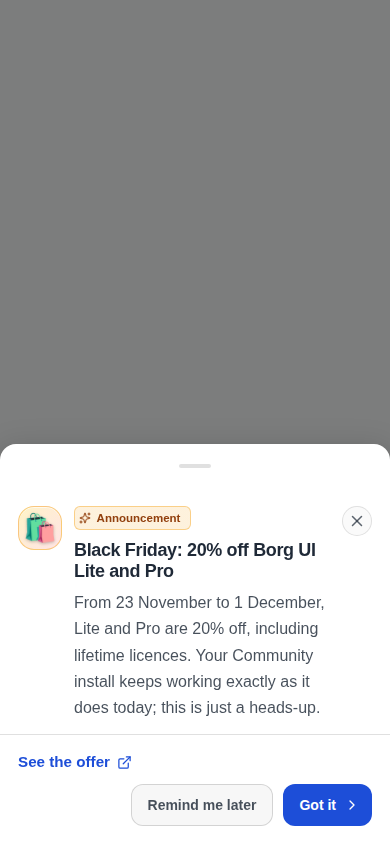 Announcement
Black Friday: 20% off Borg UI
Lite and Pro
From 23 November to 1 December,
Lite and Pro are 20% off, including
lifetime licences. Your Community
install keeps working exactly as it
does today; this is just a heads-up.
See the offer
Remind me later
Got it